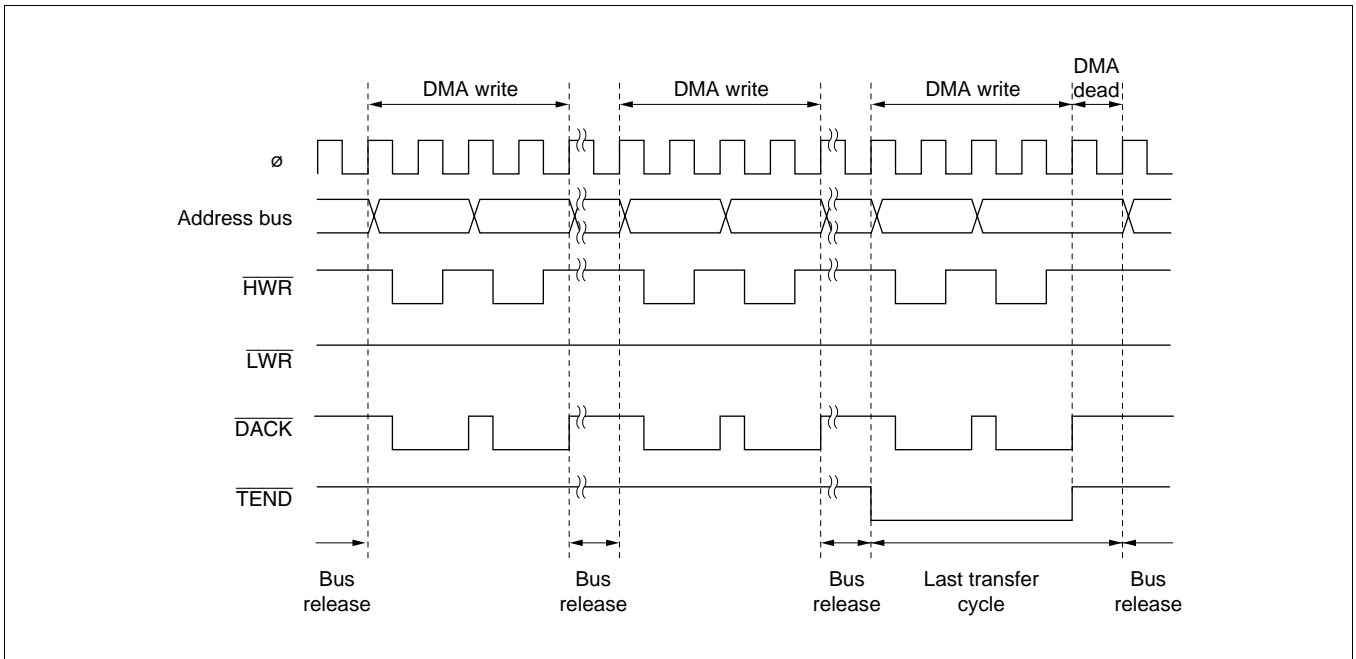 DMA
dead
DMA write
DMA write
DMA write
ø
Address bus
HWR
LWR
DACK
TEND
Bus
release
Bus
release
Bus
release
Last transfer
cycle
Bus
release